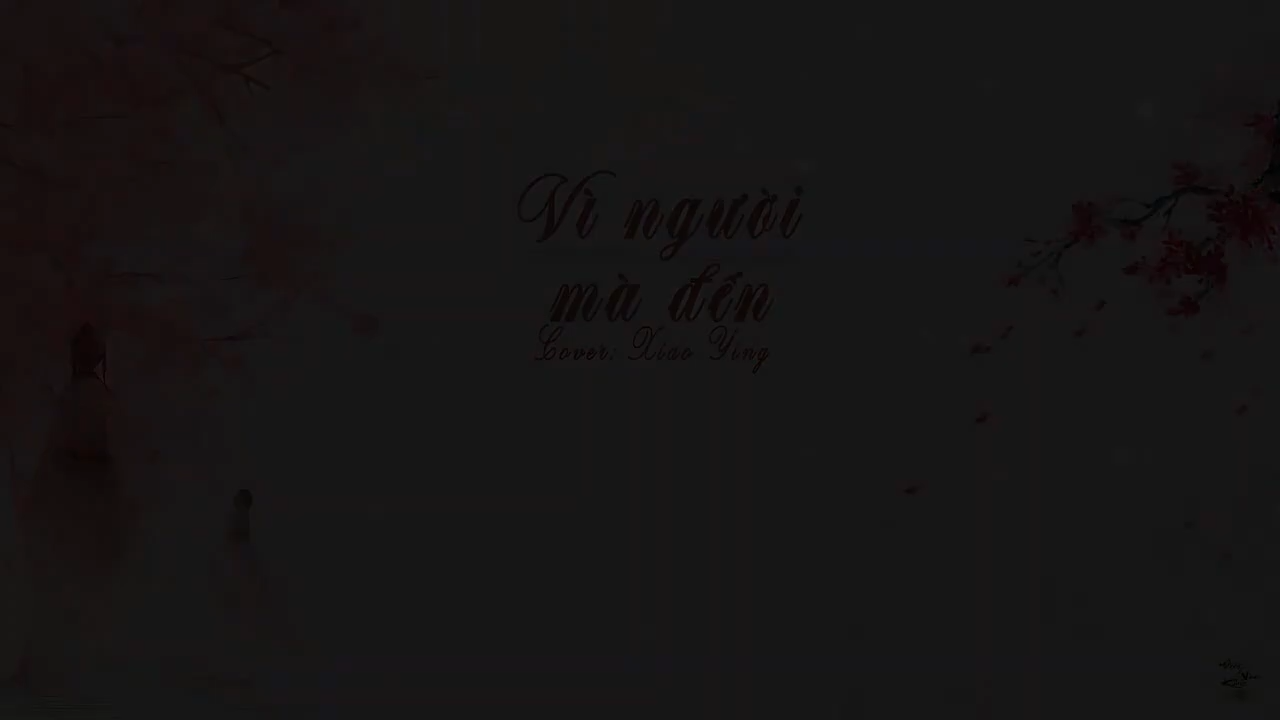 Vì người
mà đến
Cover: Xiao Ying